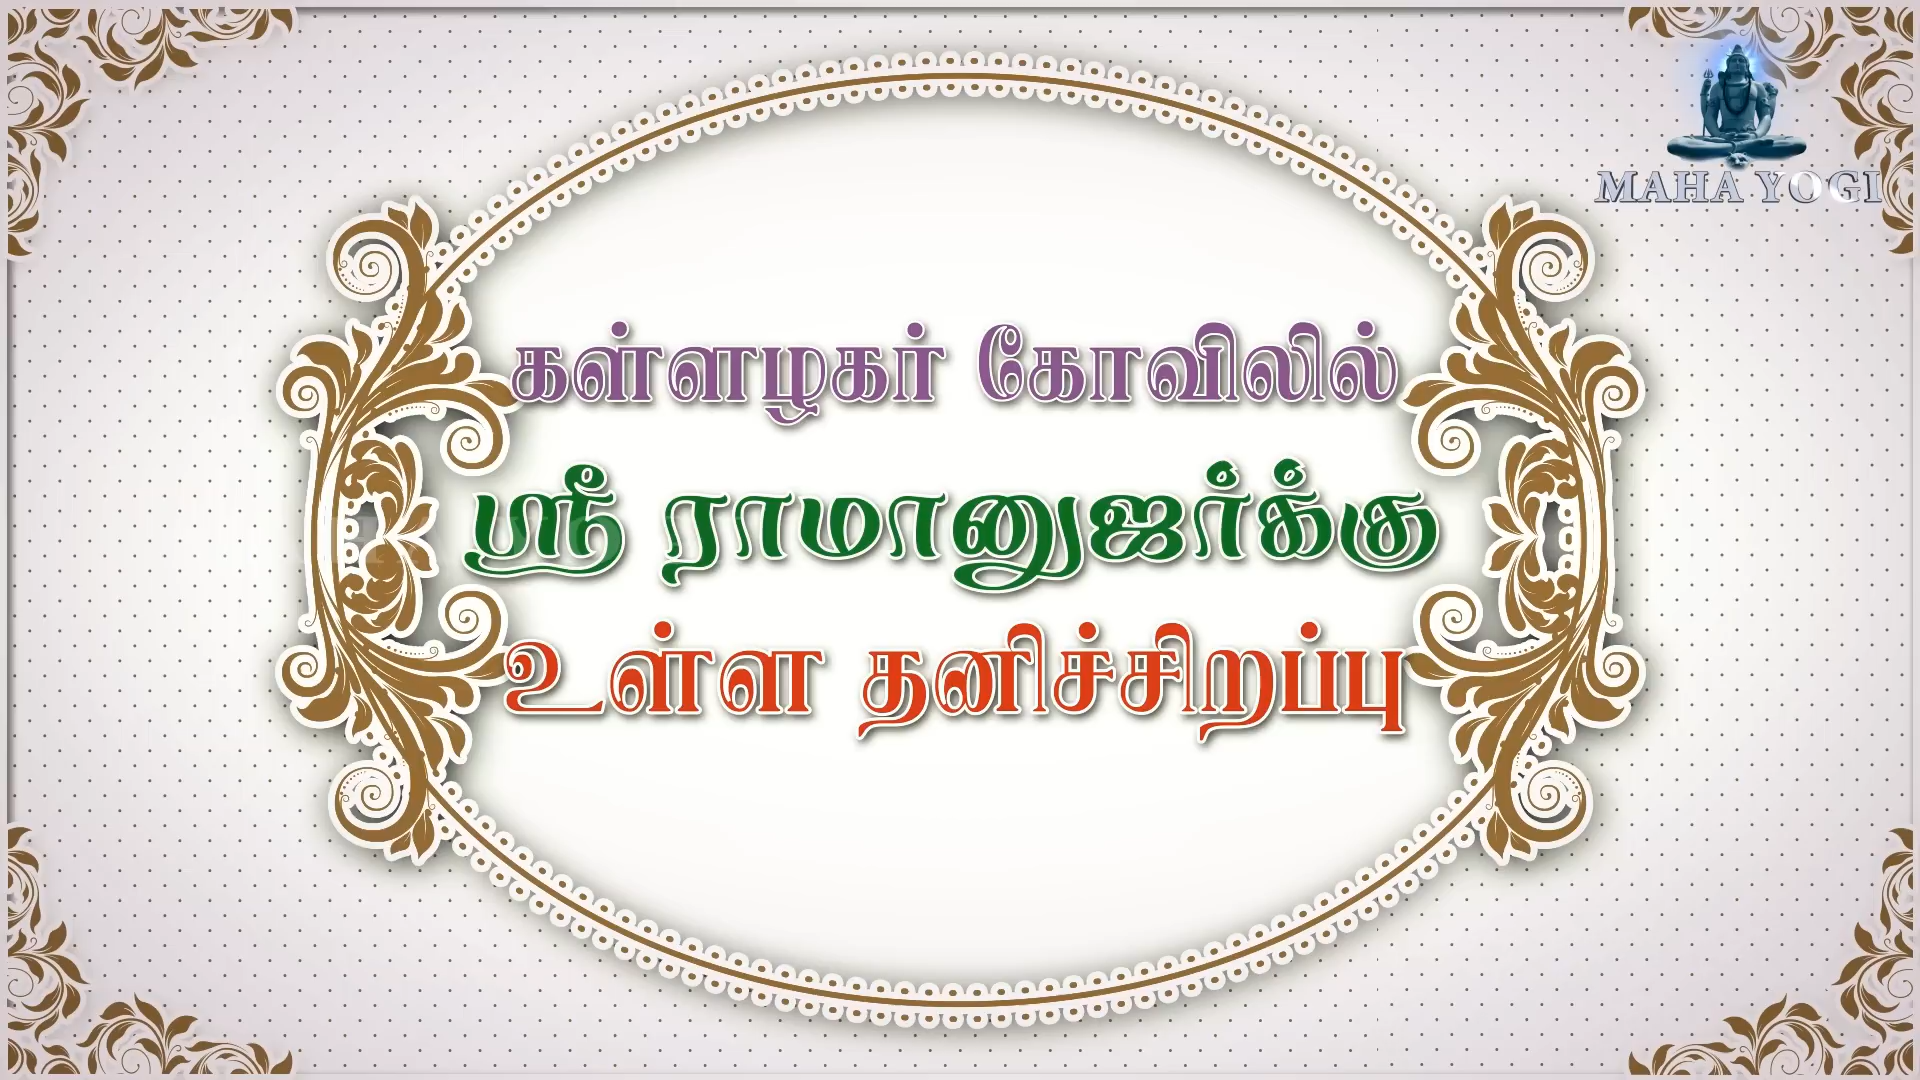 MAHA YOGI
கள்ளழகர் கோவிலில்
ஸ்ரீ ராமானுஜர்க்கு
உள்ள தனிச்சிறப்பு